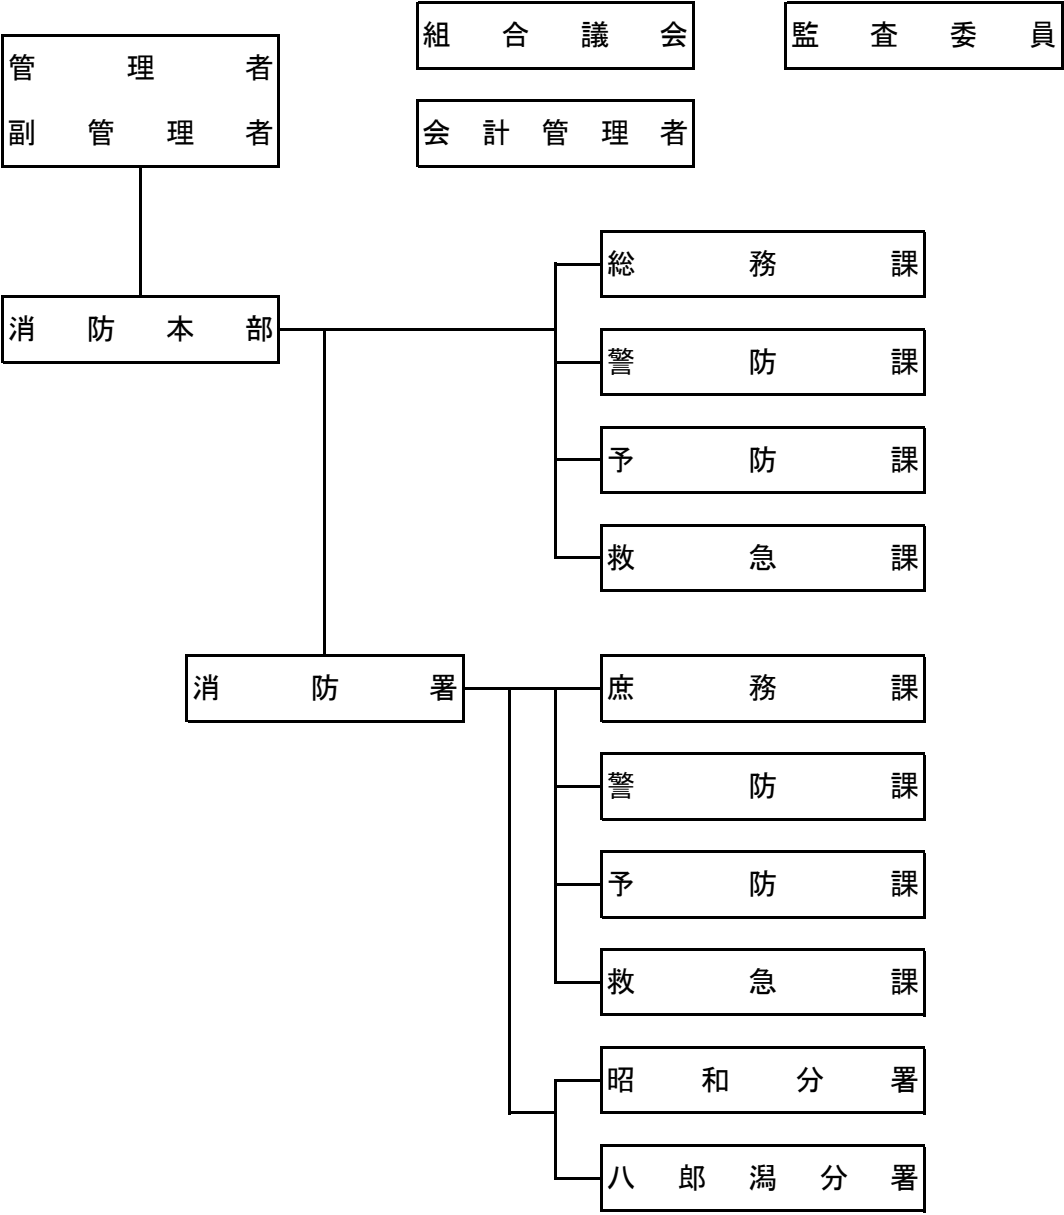 組合議会
監査委員
管理者
副管理者
会計管理者
総務課
消防本部
警防課
予防課
救急課
消防署
庶務課
警防課
予防課
救急課
昭和分署
八郎潟分署